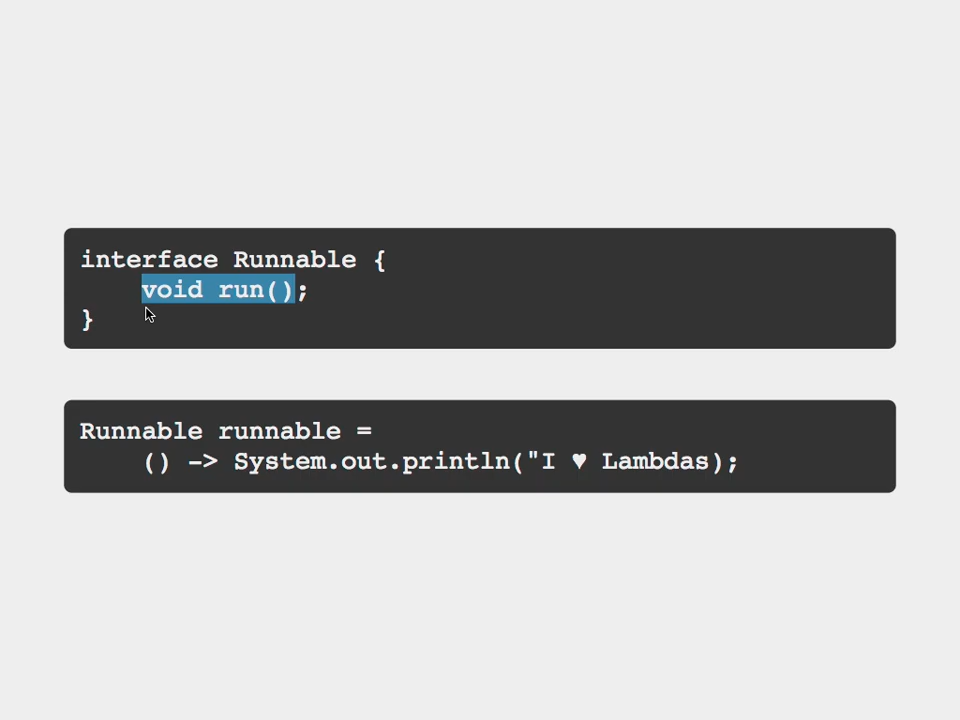 interface Runnable {
void run();
}
Runnable runnable =
() -> System.out.println("I ♥ Lambdas);